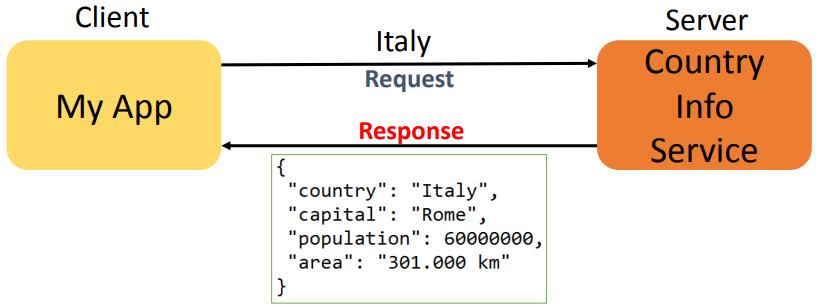 Client
Server
Italy
Request
My App
Country
Info
Service
Response
{
"country": "Italy",
"capital": "Rome",
"population": 60000000,
"area": "301.000 km"
}